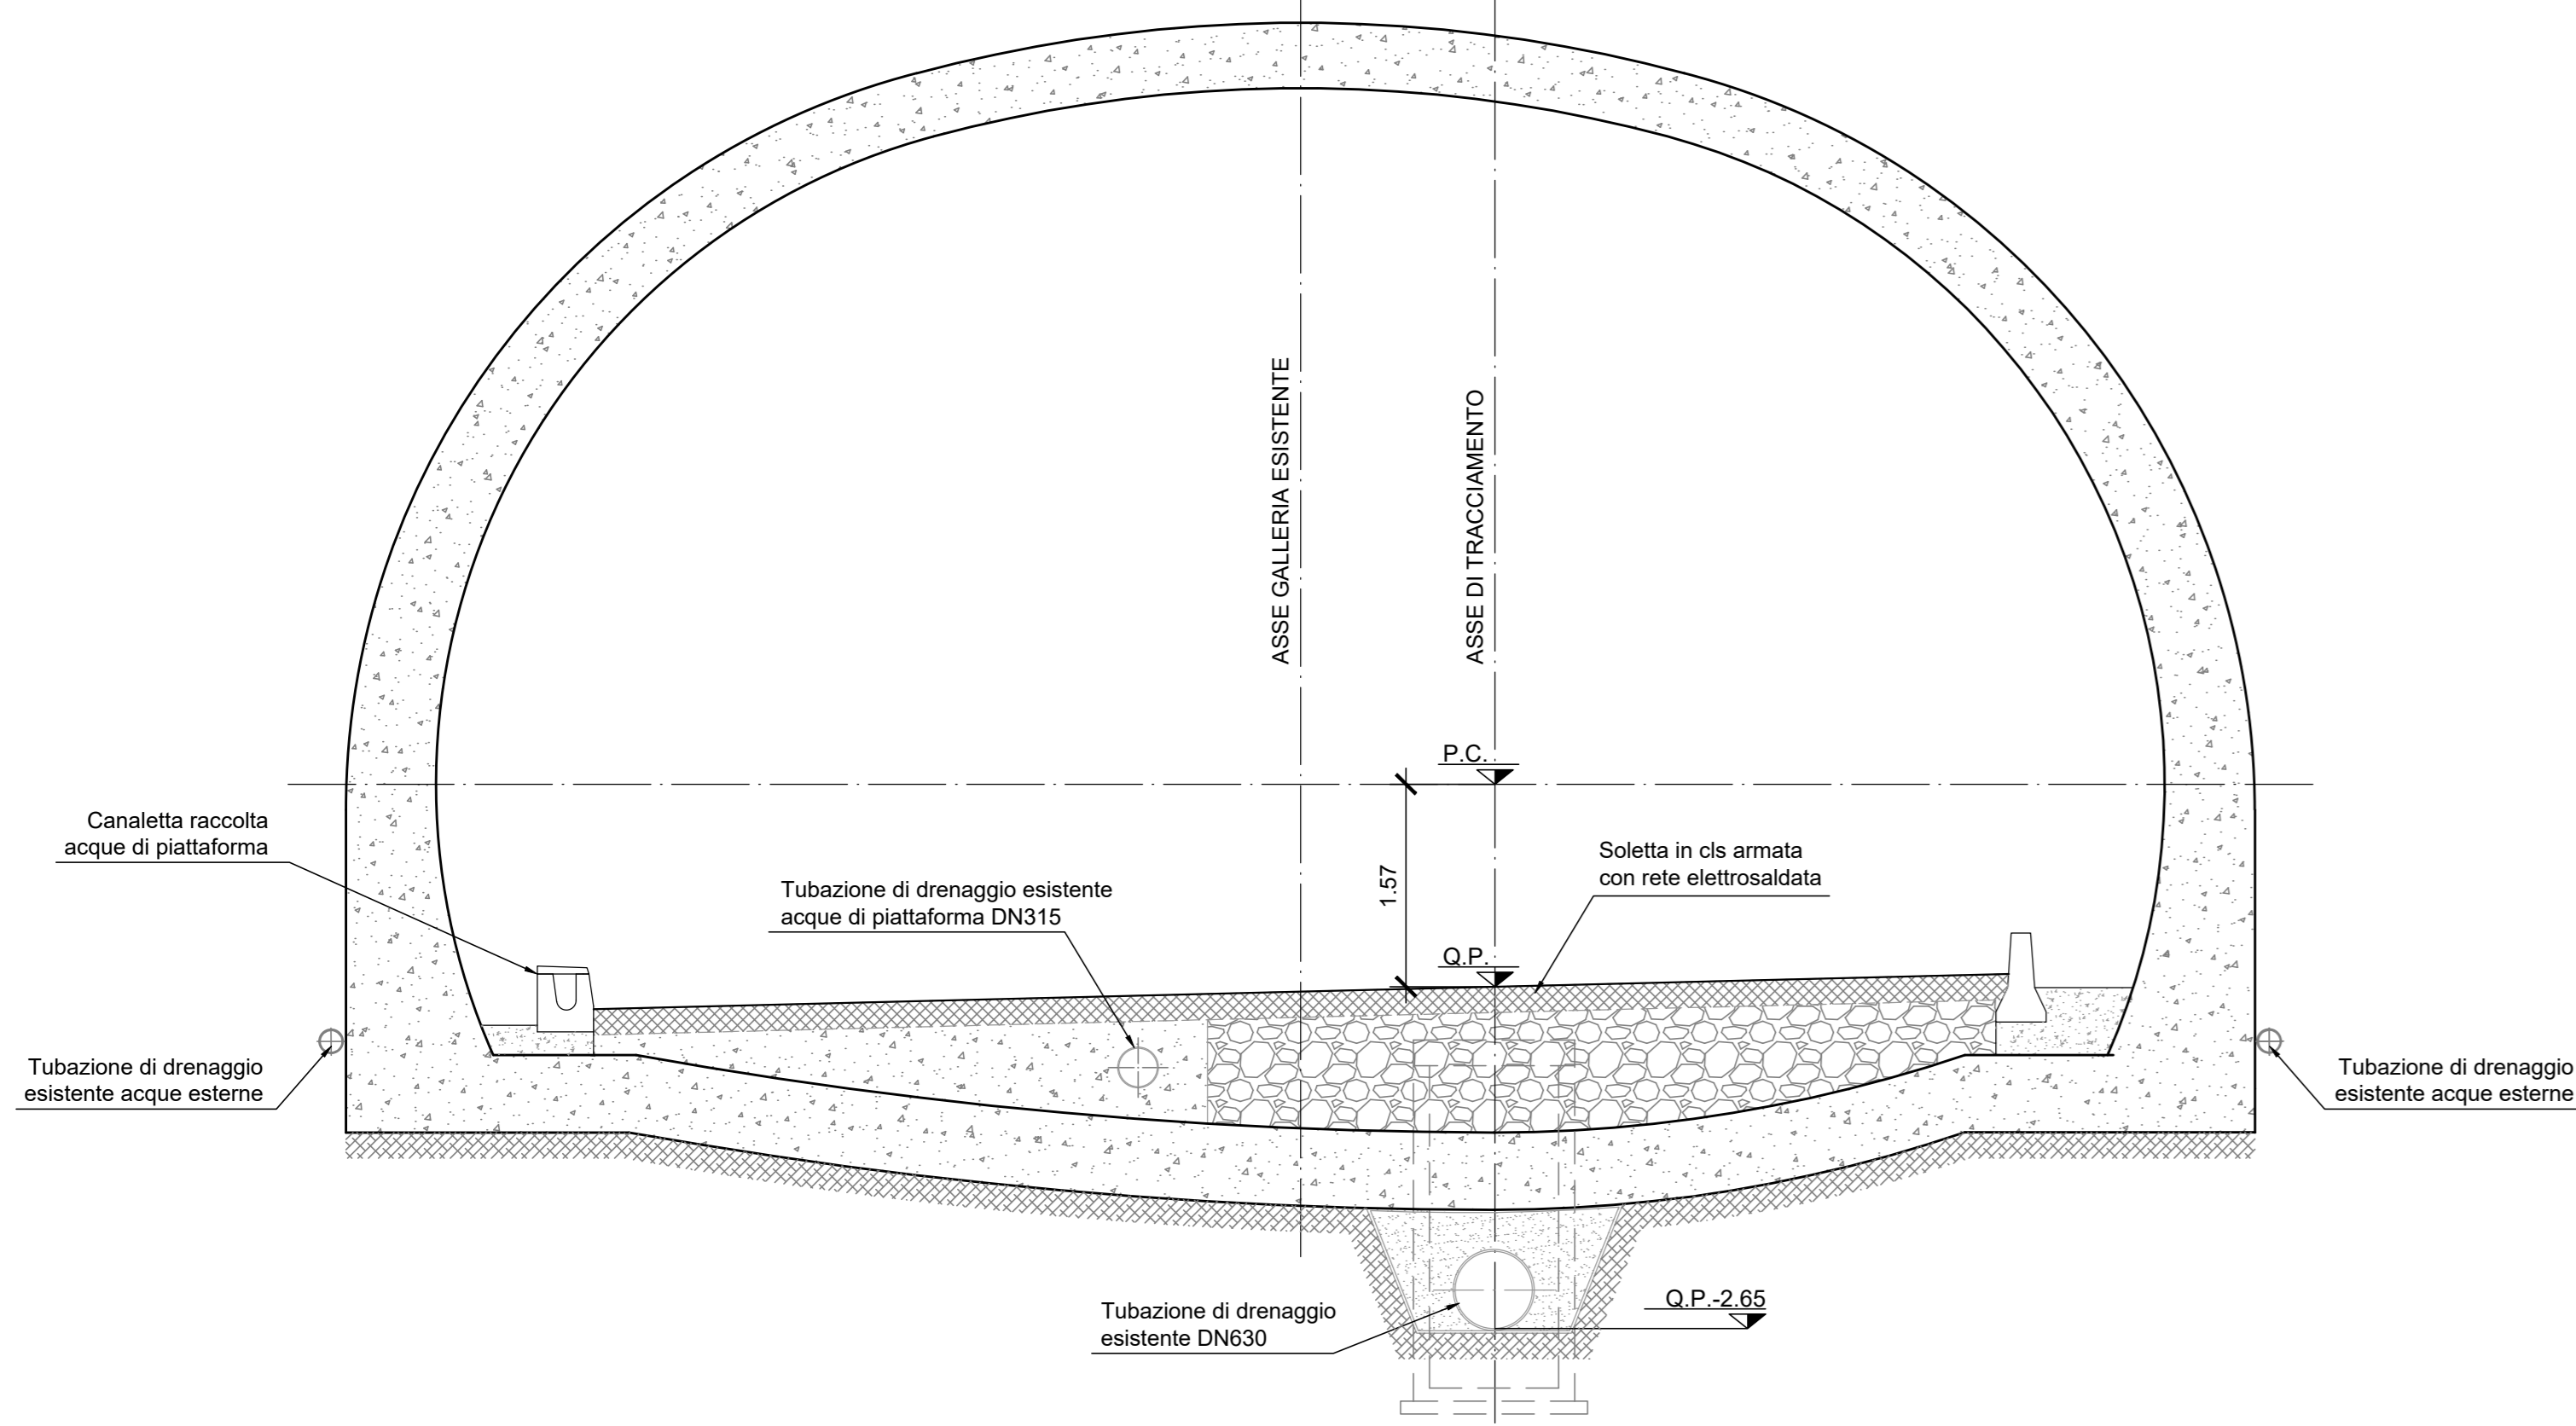 ASSE GALLERIA ESISTENTE
ASSE DI TRACCIAMENTO
P.C.
Canaletta raccolta
acque di piattaforma
Tubazione di drenaggio esistente
acque di piattaforma DN315
1.57
Soletta in cls armata
con rete elettrosaldata
Q.P.
Tubazione di drenaggio
esistente acque esterne
Tubazione di drenaggio
esistente acque esterne
Tubazione di drenaggio
esistente DN630
Q.P.-2.65